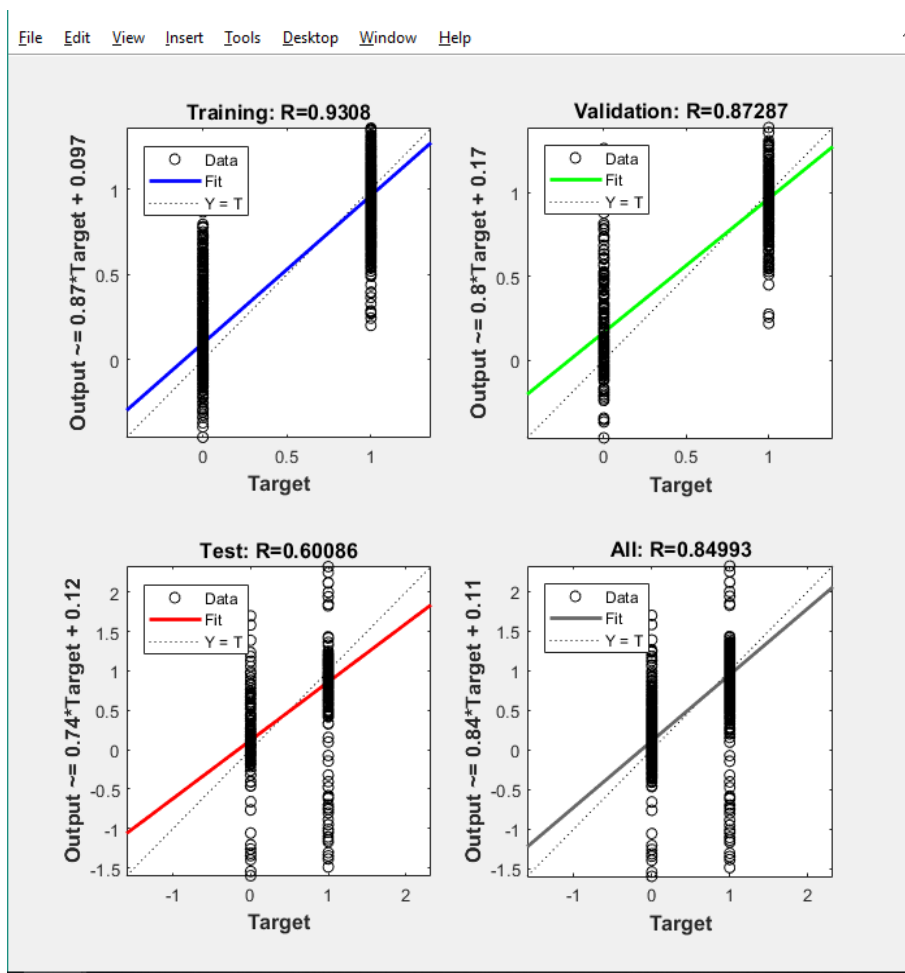 File Edit View Insert Tools Desktop Window Help
Training: R=0.9308
Output ~= 0.87*Target + 0.097
Data
Fit
Y = T
1
0.5
0
0 0.5 1
Target
Validation: R=0.87287
Output ~= 0.8*Target + 0.17
Data
Fit
Y = T
1
0.5
0
0 0.5 1
Target
Test: R=0.60086
Output ~= 0.74*Target + 0.12
Data
Fit
Y = T
2
1.5
1
0.5
0
-0.5
-1
-1.5
-1 0 1 2
Target
All: R=0.84993
Output ~= 0.84*Target + 0.11
Data
Fit
Y = T
2
1.5
1
0.5
0
-0.5
-1
-1.5
-1 0 1 2
Target